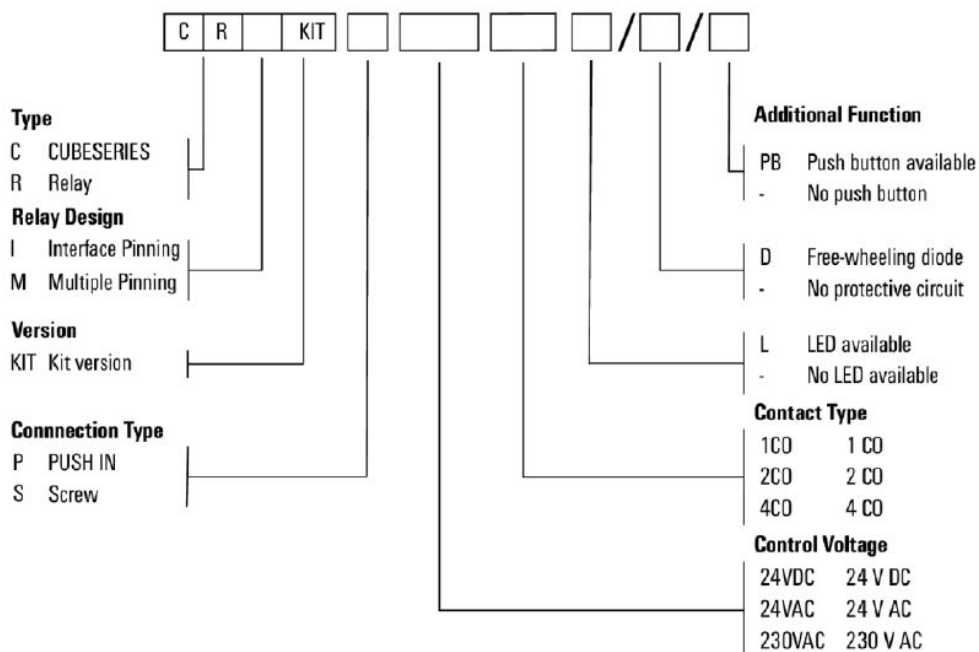 C R KIT / /
Type
C CUBESERIES
R Relay
Relay Design
I Interface Pinning
M Multiple Pinning
Version
KIT Kit version
Connnection Type
P PUSH IN
S Screw
Additional Function
PB Push button available
- No push button
D Free-wheeling diode
- No protective circuit
L LED available
- No LED available
Contact Type
1CO 1 CO
2CO 2 CO
4CO 4 CO
Control Voltage
24VDC 24 V DC
24VAC 24 V AC
230VAC 230 V AC